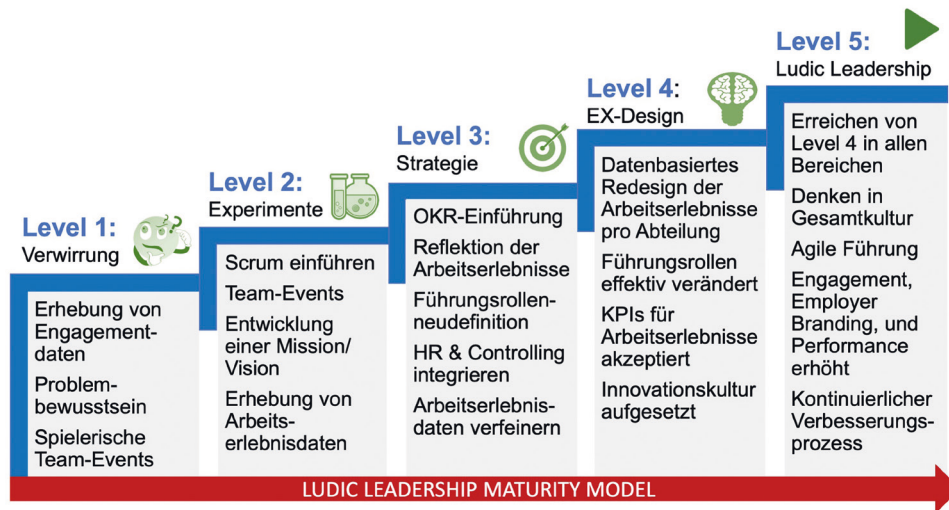 Level 1:
Verwirrung
Erhebung von
Engagement-
daten
Problem-
bewusstsein
Spielerische
Team-Events
Level 2:
Experimente
Scrum einführen
Team-Events
Entwicklung
einer Mission/
Vision
Erhebung von
Arbeits-
erlebnisdaten
Level 3:
Strategie
OKR-Einführung
Reflektion der
Arbeitserlebnisse
Führungsrollen-
neudefinition
HR & Controlling
integrieren
Arbeitserlebnis-
daten verfeinern
Level 4:
EX-Design
Datenbasiertes
Redesign der
Arbeitserlebnisse
pro Abteilung
Führungsrollen
effektiv verändert
KPIs für
Arbeitserlebnisse
akzeptiert
Innovationskultur
aufgesetzt
Level 5:
Ludic Leadership
Erreichen von
Level 4 in allen
Bereichen
Denken in
Gesamtkultur
Agile Führung
Engagement,
Employer
Branding, und
Performance
erhöht
Kontinuierlicher
Verbesserungs-
prozess
LUDIC LEADERSHIP MATURITY MODEL